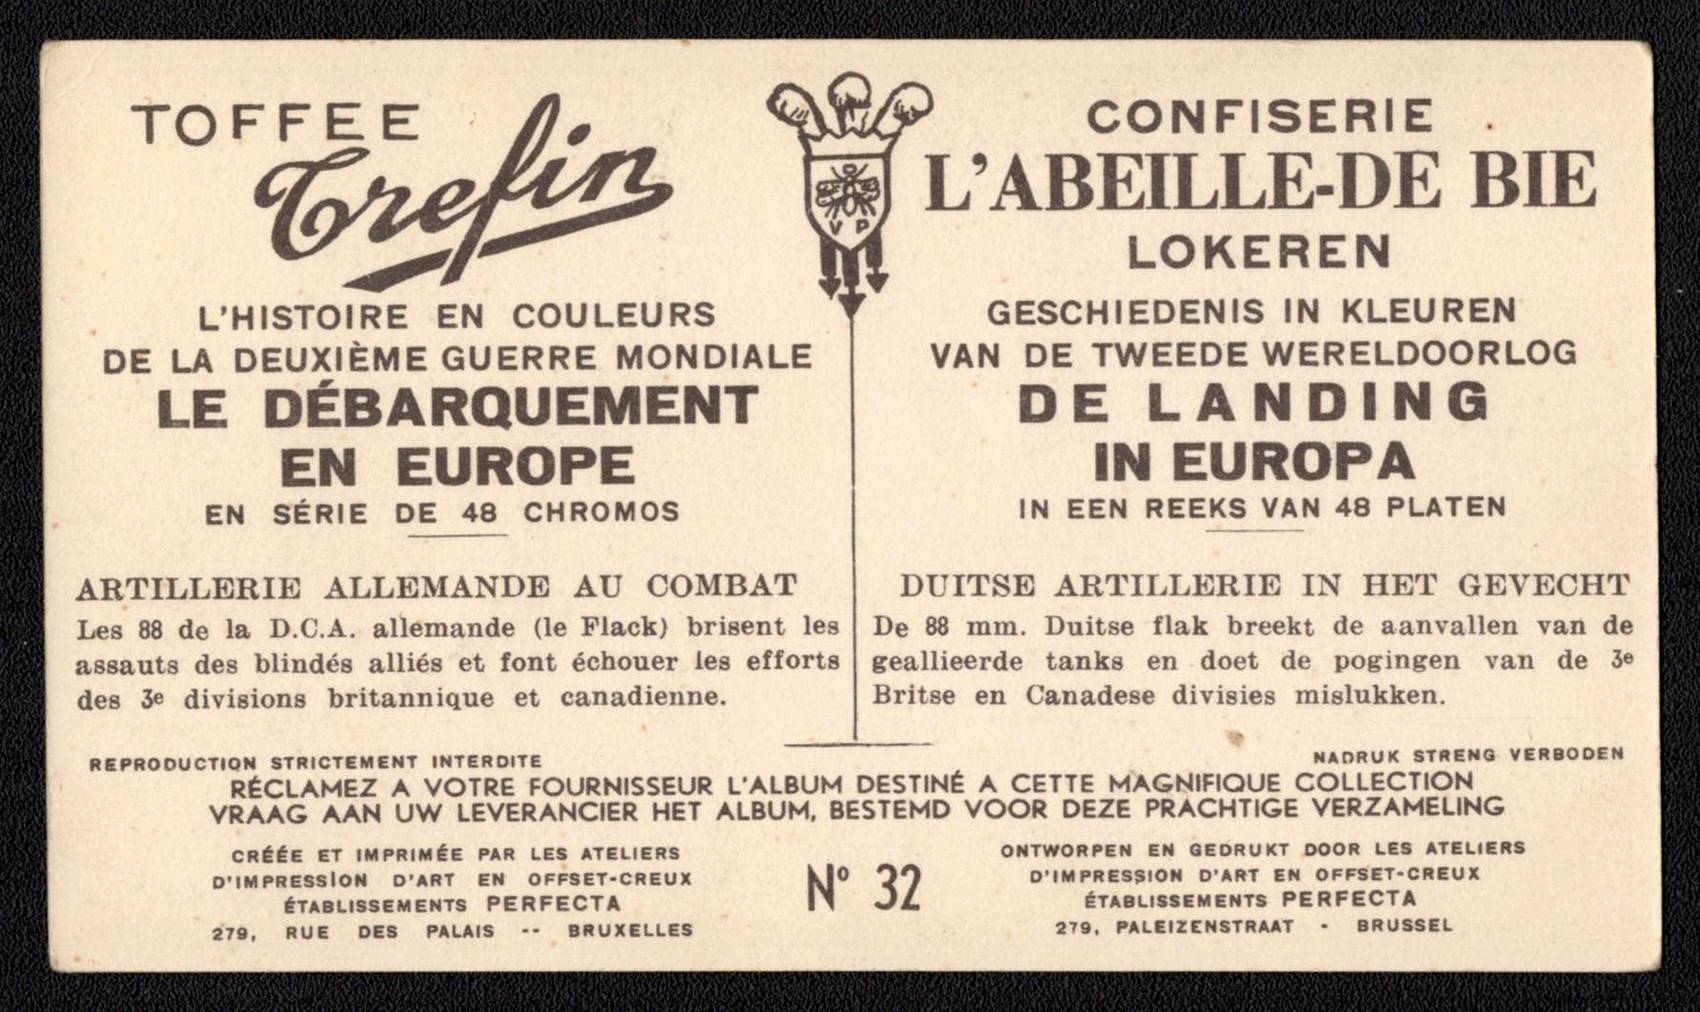 TOFFEE
Trefin
L'HISTOIRE EN COULEURS
DE LA DEUXIÈME GUERRE MONDIALE
LE DÉBARQUEMENT
EN EUROPE
EN SÉRIE DE 48 CHROMOS
ARTILLERIE ALLEMANDE AU COMBAT
Les 88 de la D.C.A. allemande (le Flack) brisent les
assauts des blindés alliés et font échouer les efforts
des 3e divisions britannique et canadienne.
V P
CONFISERIE
L'ABEILLE-DE BIE
LOKEREN
GESCHIEDENIS IN KLEUREN
VAN DE TWEEDE WERELDOORLOG
DE LANDING
IN EUROPA
IN EEN REEKS VAN 48 PLATEN
DUITSE ARTILLERIE IN HET GEVECHT
De 88 mm. Duitse flak breekt de aanvallen van de
geallieerde tanks en doet de pogingen van de 3e
Britse en Canadese divisies mislukken.
REPRODUCTION STRICTEMENT INTERDITE
NADRUK STRENG VERBODEN
RÉCLAMEZ A VOTRE FOURNISSEUR L'ALBUM DESTINÉ A CETTE MAGNIFIQUE COLLECTION
VRAAG AAN UW LEVERANCIER HET ALBUM, BESTEMD VOOR DEZE PRACHTIGE VERZAMELING
CRÉÉE ET IMPRIMÉE PAR LES ATELIERS
D'IMPRESSION D'ART EN OFFSET-CREUX
ÉTABLISSEMENTS PERFECTA
279, RUE DES PALAIS -- BRUXELLES
Nº 32
ONTWORPEN EN GEDRUKT DOOR LES ATELIERS
D'IMPRESSION D'ART EN OFFSET-CREUX
ÉTABLISSEMENTS PERFECTA
279, PALEIZENSTRAAT - BRUSSEL